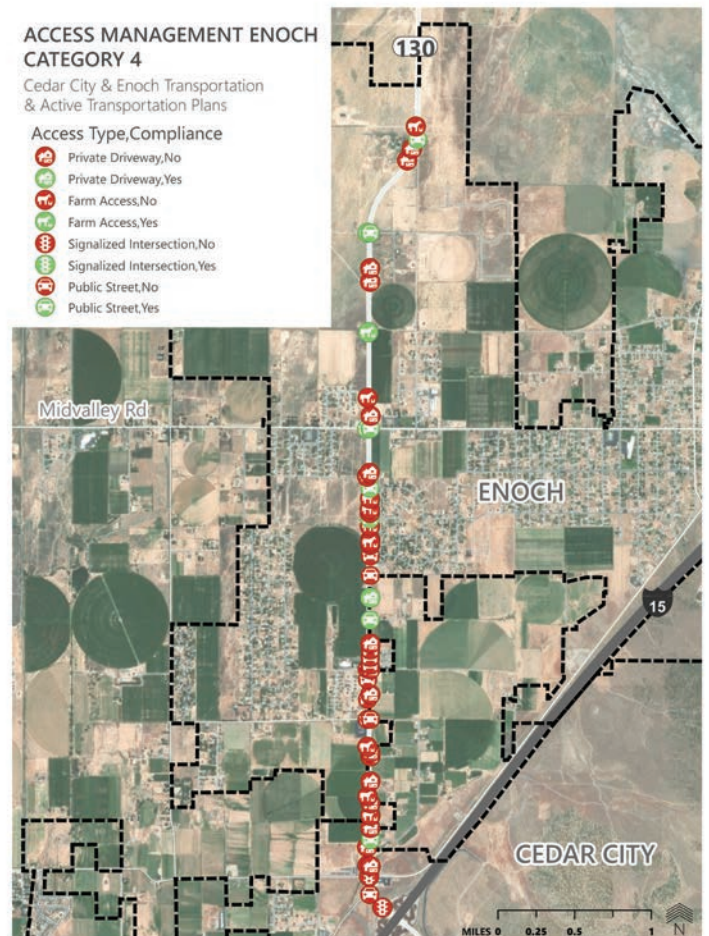 ACCESS MANAGEMENT ENOCH
CATEGORY 4
Cedar City & Enoch Transportation
& Active Transportation Plans
Access Type,Compliance
Private Driveway,No
Private Driveway,Yes
Farm Access,No
Farm Access,Yes
Signalized Intersection,No
Signalized Intersection,Yes
Public Street,No
Public Street,Yes
130
Midvalley Rd
ENOCH
15
CEDAR CITY
MILES 0 0.25 0.5 1
N